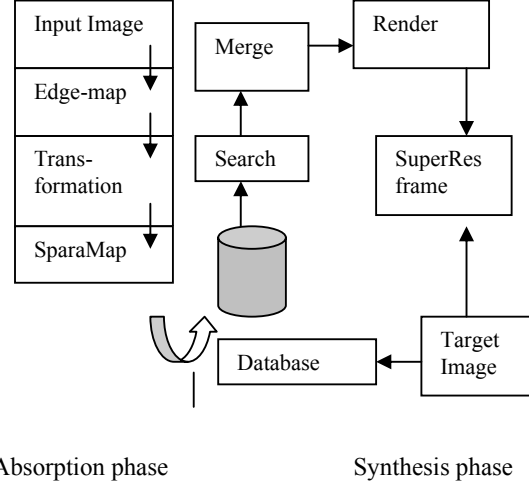 Input Image
Edge-map
Trans-
formation
SparaMap
Merge
Search
Render
SuperRes
frame
Database
Target
Image
Absorption phase
Synthesis phase